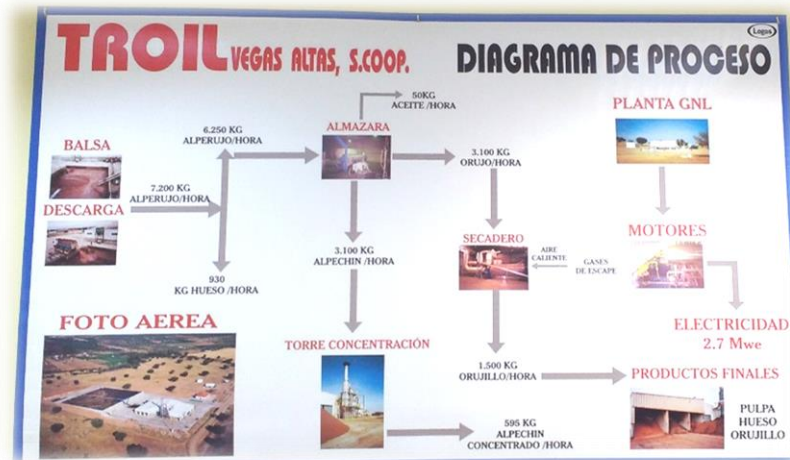 TROIL VEGAS ALTAS, S.COOP.
DIAGRAMA DE PROCESO
Logos
50KG
ACEITE /HORA
PLANTA GNL
6.250 KG
ALPERUJO/HORA
ALMAZARA
BALSA
3.100 KG
ORUJO/HORA
7.200 KG
ALPERUJO/HORA
DESCARGA
MOTORES
SECADERO
AIRE
CALIENTE
GASES
DE ESCAPE
3.100 KG
ALPECHIN /HORA
930
KG HUESO /HORA
FOTO AEREA
ELECTRICIDAD
2.7 Mwe
TORRE CONCENTRACIÓN
1.500 KG
ORUJILLO/HORA
PRODUCTOS FINALES
PULPA
HUESO
ORUJILLO
595 KG
ALPECHIN
CONCENTRADO /HORA